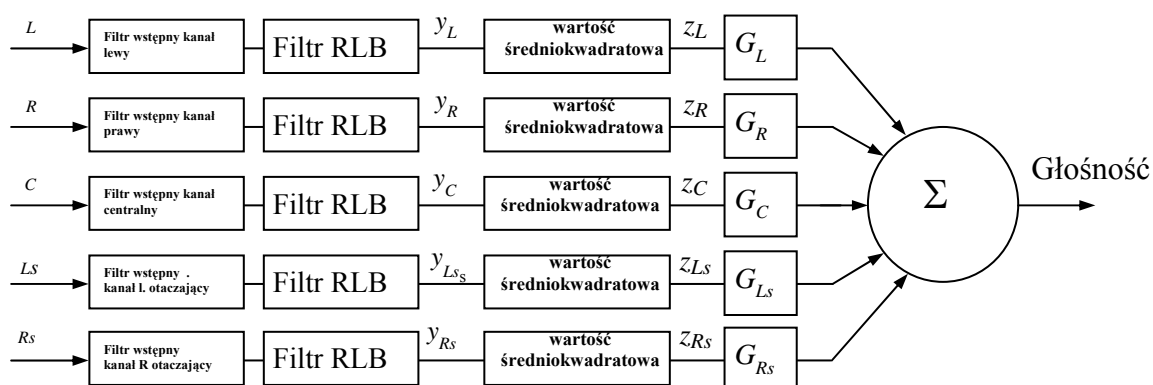 L
Filtr wstępny kanał
lewy
Filtr RLB
y_L
wartość
średniokwadratowa
z_L
G_L
R
Filtr wstępny kanał
prawy
Filtr RLB
y_R
wartość
średniokwadratowa
z_R
G_R
C
Filtr wstępny kanał
centralny
Filtr RLB
y_C
wartość
średniokwadratowa
z_C
G_C
Σ
Głośność
Ls
Filtr wstępny .
kanał l. otaczający
Filtr RLB
y_Ls_s
wartość
średniokwadratowa
z_Ls
G_Ls
Rs
Filtr wstępny
kanał R otaczający
Filtr RLB
y_Rs
wartość
średniokwadratowa
z_Rs
G_Rs